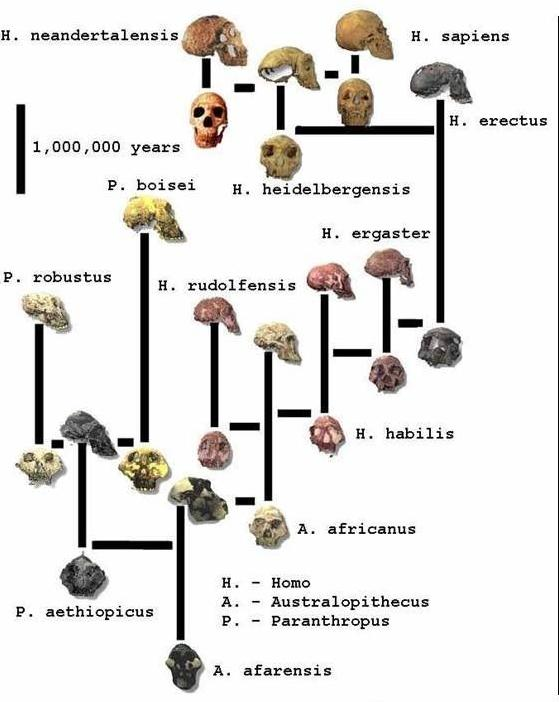 H. neandertalensis
H. sapiens
H. erectus
1,000,000 years
P. boisei
H. heidelbergensis
H. ergaster
P. robustus
H. rudolfensis
H. habilis
A. africanus
H. - Homo
A. - Australopithecus
P. - Paranthropus
P. aethiopicus
A. afarensis